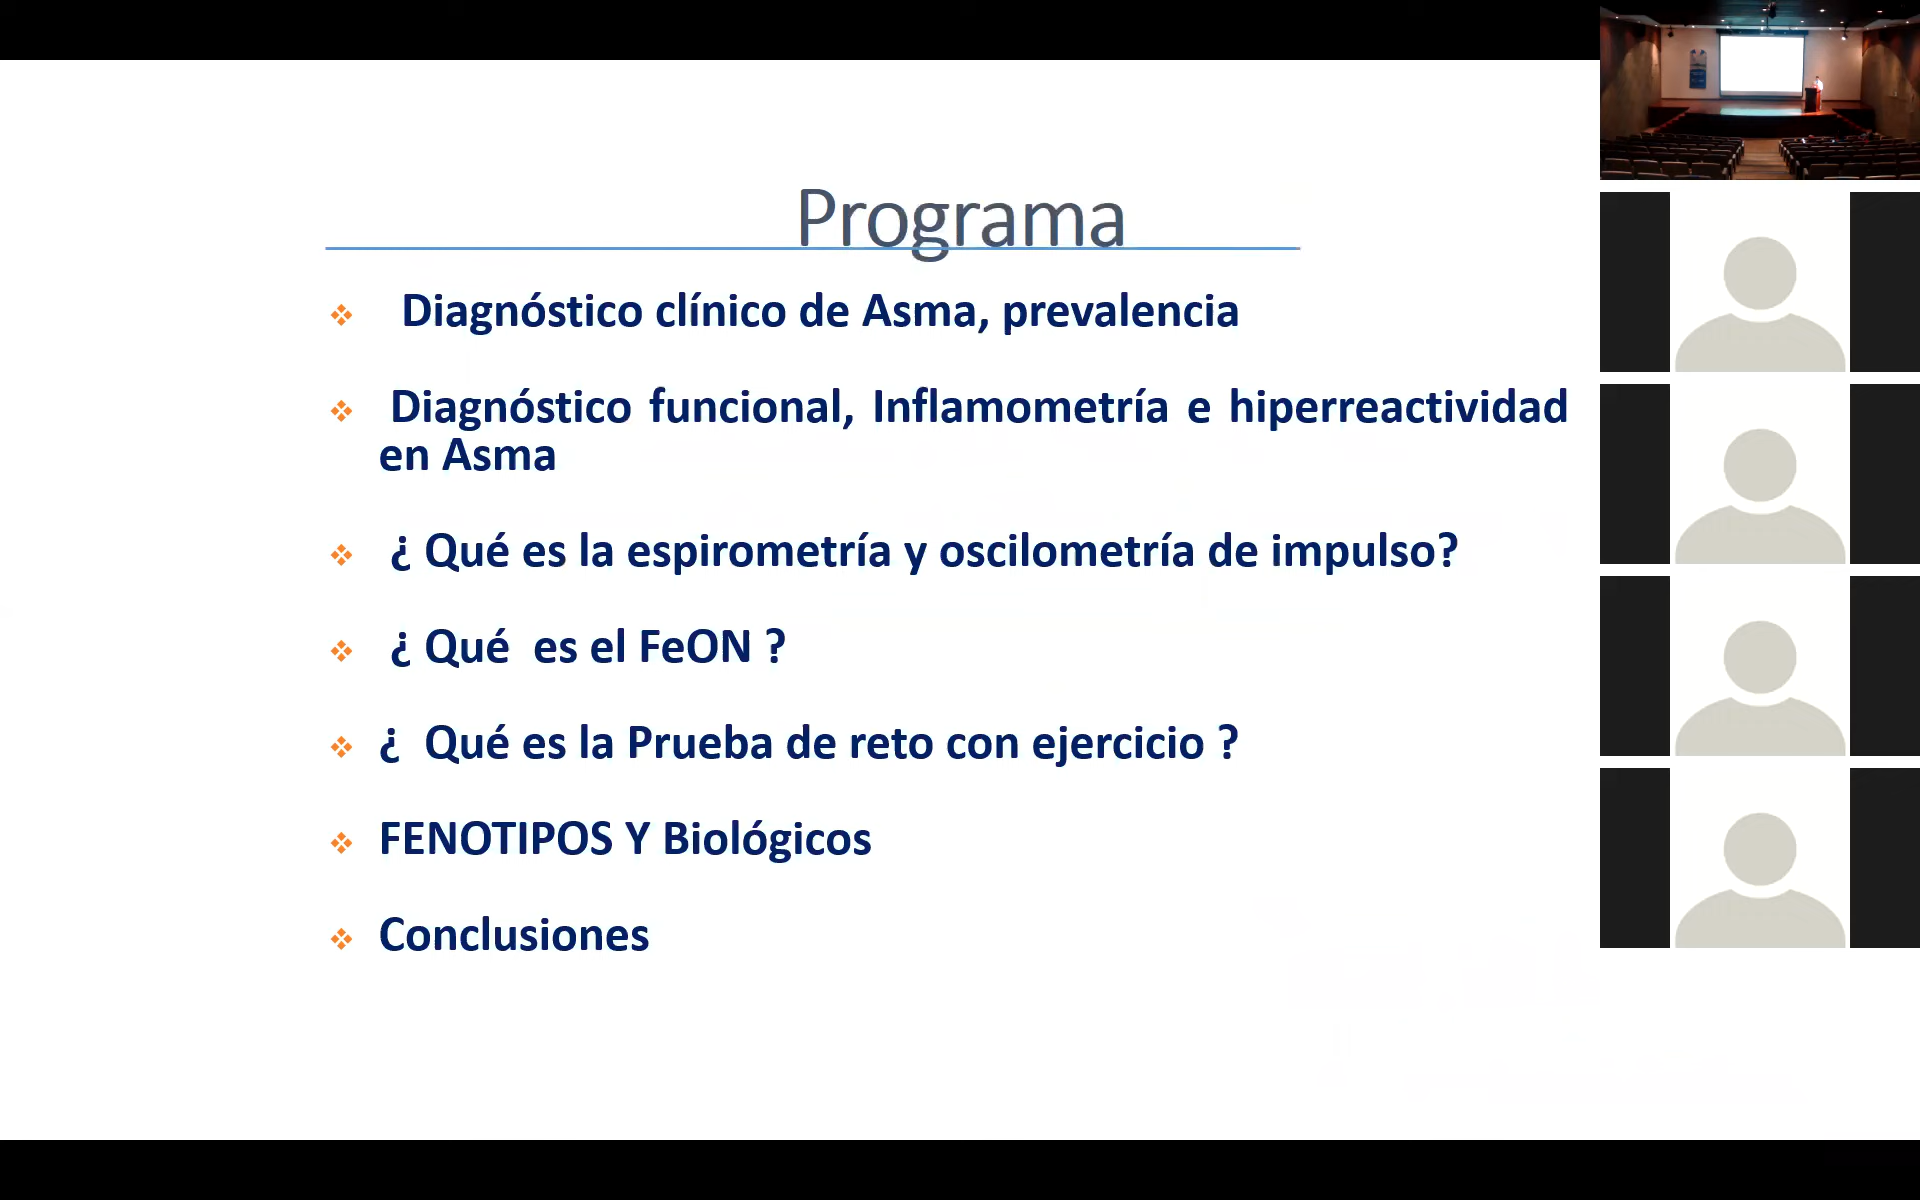 Programa
Diagnóstico clínico de Asma, prevalencia
Diagnóstico funcional, Inflamometría e hiperreactividad
en Asma
¿ Qué es la espirometría y oscilometría de impulso?
¿ Qué es el FeON ?
¿ Qué es la Prueba de reto con ejercicio ?
FENOTIPOS Y Biológicos
Conclusiones